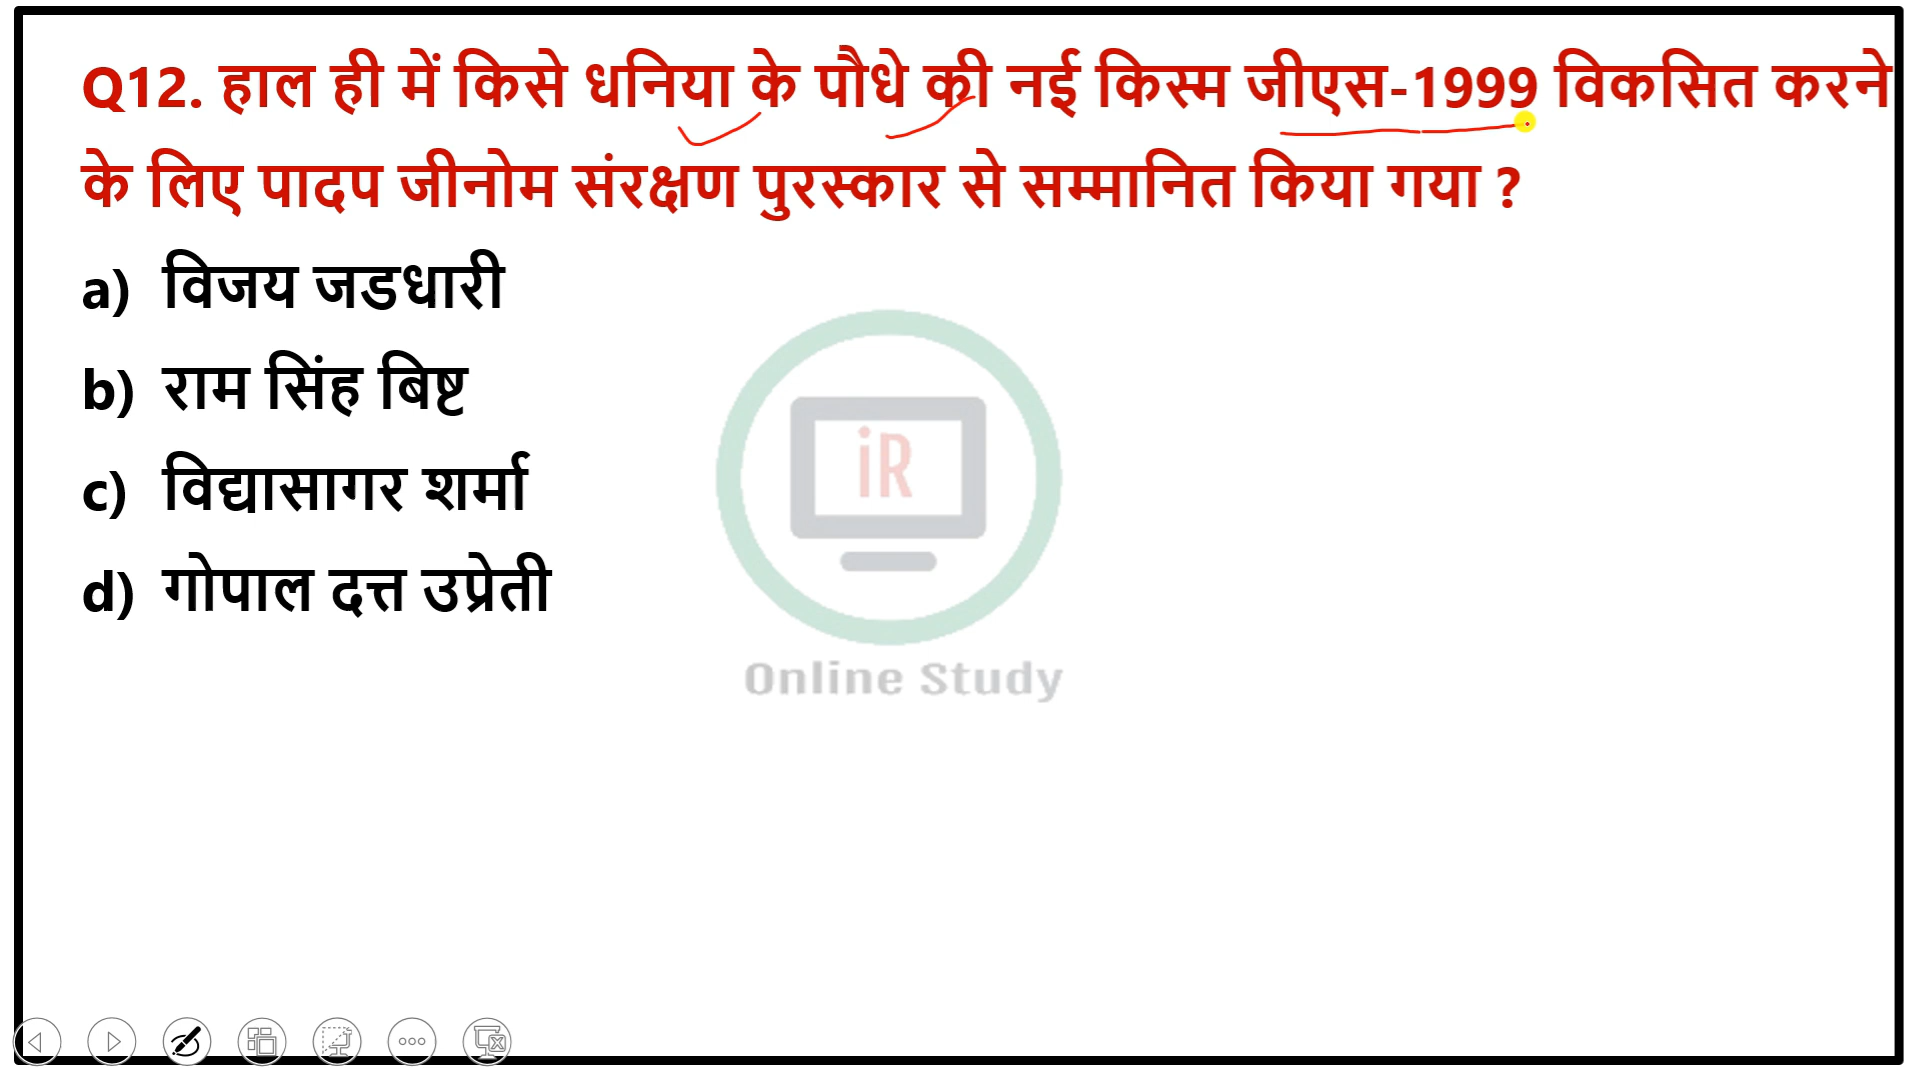 Q12. हाल ही में किसे धनिया के पौधे की नई किस्म जीएस-1999 विकसित करने
के लिए पादप जीनोम संरक्षण पुरस्कार से सम्मानित किया गया ?
a) विजय जडधारी
b) राम सिंह बिष्ट
c) विद्यासागर शर्मा
d) गोपाल दत्त उप्रेती
iR
Online Study